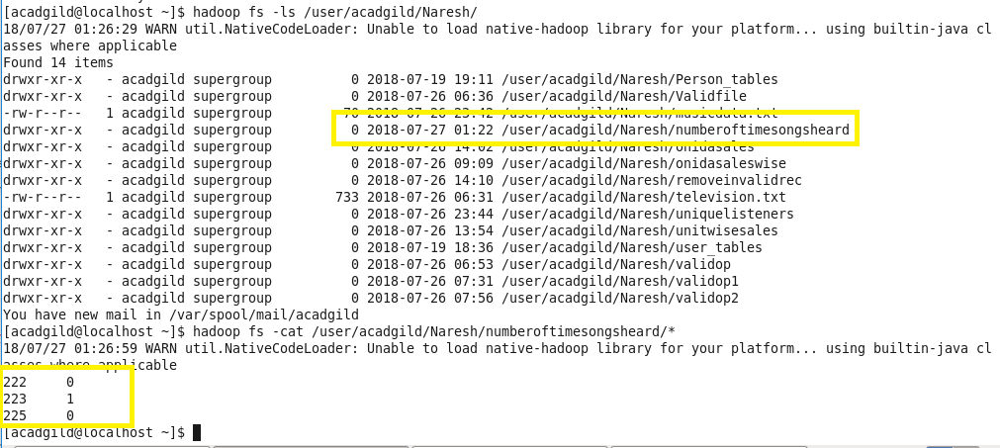 [acadgild@localhost ~]$ hadoop fs -ls /user/acadgild/Naresh/
18/07/27 01:26:29 WARN util.NativeCodeLoader: Unable to load native-hadoop library for your platform... using builtin-java cl
asses where applicable
Found 14 items
drwxr-xr-x   - acadgild supergroup          0 2018-07-19 19:11 /user/acadgild/Naresh/Person_tables
drwxr-xr-x   - acadgild supergroup          0 2018-07-26 06:36 /user/acadgild/Naresh/Validfile
-rw-r--r--   1 acadgild supergroup         70 2018-07-26 23:42 /user/acadgild/Naresh/musicdata.txt
drwxr-xr-x   - acadgild supergroup          0 2018-07-27 01:22 /user/acadgild/Naresh/numberoftimesongsheard
drwxr-xr-x   - acadgild supergroup          0 2018-07-26 14:02 /user/acadgild/Naresh/onidasales
drwxr-xr-x   - acadgild supergroup          0 2018-07-26 09:09 /user/acadgild/Naresh/onidasaleswise
drwxr-xr-x   - acadgild supergroup          0 2018-07-26 14:10 /user/acadgild/Naresh/removeinvalidrec
-rw-r--r--   1 acadgild supergroup        733 2018-07-26 06:31 /user/acadgild/Naresh/television.txt
drwxr-xr-x   - acadgild supergroup          0 2018-07-26 23:44 /user/acadgild/Naresh/uniquelisteners
drwxr-xr-x   - acadgild supergroup          0 2018-07-26 13:54 /user/acadgild/Naresh/unitwisesales
drwxr-xr-x   - acadgild supergroup          0 2018-07-19 18:36 /user/acadgild/Naresh/user_tables
drwxr-xr-x   - acadgild supergroup          0 2018-07-26 06:53 /user/acadgild/Naresh/validop
drwxr-xr-x   - acadgild supergroup          0 2018-07-26 07:31 /user/acadgild/Naresh/validop1
drwxr-xr-x   - acadgild supergroup          0 2018-07-26 07:56 /user/acadgild/Naresh/validop2
You have new mail in /var/spool/mail/acadgild
[acadgild@localhost ~]$ hadoop fs -cat /user/acadgild/Naresh/numberoftimesongsheard/*
18/07/27 01:26:59 WARN util.NativeCodeLoader: Unable to load native-hadoop library for your platform... using builtin-java cl
asses where applicable
222     0
223     1
225     0
[acadgild@localhost ~]$